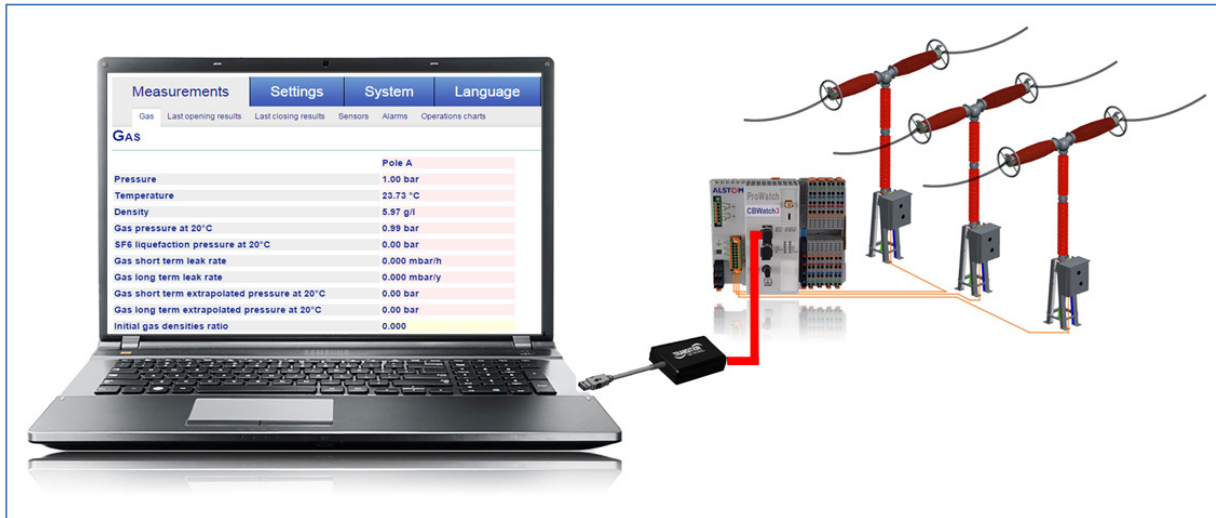 Measurements Settings System Language
Gas Last opening results Last closing results Sensors Alarms Operations charts
GAS
Pole A
Pressure 1.00 bar
Temperature 23.73 °C
Density 5.97 g/l
Gas pressure at 20°C 0.99 bar
SF6 liquefaction pressure at 20°C 0.00 bar
Gas short term leak rate 0.000 mbar/h
Gas long term leak rate 0.000 mbar/y
Gas short term extrapolated pressure at 20°C 0.00 bar
Gas long term extrapolated pressure at 20°C 0.00 bar
Initial gas densities ratio 0.000
SAMSUNG
ALSTOM
ProWatch
CBWatch3
TRANSITION